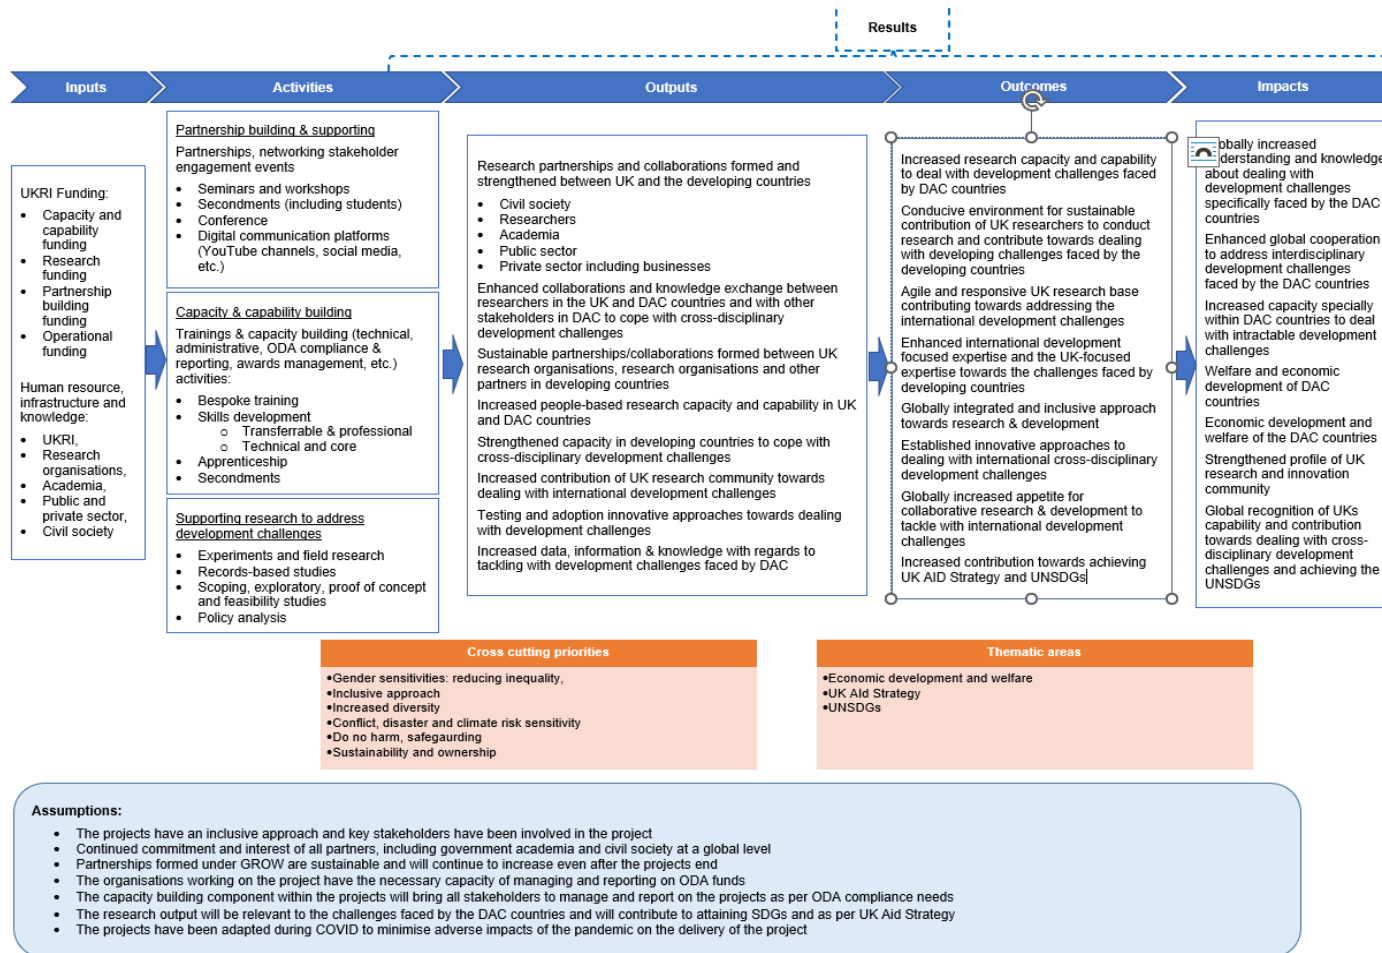 Results
Inputs
Activities
Outputs
Outcomes
Impacts
UKRI Funding:
• Capacity and
capability
funding
• Research
funding
• Partnership
building
funding
• Operational
funding
Human resource,
infrastructure and
knowledge:
• UKRI,
• Research
organisations,
• Academia,
• Public and
private sector,
• Civil society
Partnership building & supporting
Partnerships, networking stakeholder
engagement events
• Seminars and workshops
• Secondments (including students)
• Conference
• Digital communication platforms
(YouTube channels, social media,
etc.)
Capacity & capability building
Trainings & capacity building (technical,
administrative, ODA compliance &
reporting, awards management, etc.)
activities:
• Bespoke training
• Skills development
o Transferrable & professional
o Technical and core
• Apprenticeship
• Secondments
Supporting research to address
development challenges
• Experiments and field research
• Records-based studies
• Scoping, exploratory, proof of concept
and feasibility studies
• Policy analysis
Research partnerships and collaborations formed and
strengthened between UK and the developing countries
• Civil society
• Researchers
• Academia
• Public sector
• Private sector including businesses
Enhanced collaborations and knowledge exchange between
researchers in the UK and DAC countries and with other
stakeholders in DAC to cope with cross-disciplinary
development challenges
Sustainable partnerships/collaborations formed between UK
research organisations, research organisations and other
partners in developing countries
Increased people-based research capacity and capability in UK
and DAC countries
Strengthened capacity in developing countries to cope with
cross-disciplinary development challenges
Increased contribution of UK research community towards
dealing with international development challenges
Testing and adoption innovative approaches towards dealing
with development challenges
Increased data, information & knowledge with regards to
tackling with development challenges faced by DAC
Increased research capacity and capability
to deal with development challenges faced
by DAC countries
Conducive environment for sustainable
contribution of UK researchers to conduct
research and contribute towards dealing
with developing challenges faced by the
developing countries
Agile and responsive UK research base
contributing towards addressing the
international development challenges
Enhanced international development
focused expertise and the UK-focused
expertise towards the challenges faced by
developing countries
Globally integrated and inclusive approach
towards research & development
Established innovative approaches to
dealing with international cross-disciplinary
development challenges
Globally increased appetite for
collaborative research & development to
tackle with international development
challenges
Increased contribution towards achieving
UK AID Strategy and UNSDGs
obally increased
derstanding and knowledge
about dealing with
development challenges
specifically faced by the DAC
countries
Enhanced global cooperation
to address interdisciplinary
development challenges
faced by the DAC countries
Increased capacity specially
within DAC countries to deal
with intractable development
challenges
Welfare and economic
development of DAC
countries
Economic development and
welfare of the DAC countries
Strengthened profile of UK
research and innovation
community
Global recognition of UKs
capability and contribution
towards dealing with cross-
disciplinary development
challenges and achieving the
UNSDGs
Cross cutting priorities
•Gender sensitivities: reducing inequality,
•Inclusive approach
•Increased diversity
•Conflict, disaster and climate risk sensitivity
•Do no harm, safegaurding
•Sustainability and ownership
Thematic areas
•Economic development and welfare
•UK AId Strategy
•UNSDGs
Assumptions:
• The projects have an inclusive approach and key stakeholders have been involved in the project
• Continued commitment and interest of all partners, including government academia and civil society at a global level
• Partnerships formed under GROW are sustainable and will continue to increase even after the projects end
• The organisations working on the project have the necessary capacity of managing and reporting on ODA funds
• The capacity building component within the projects will bring all stakeholders to manage and report on the projects as per ODA compliance needs
• The research output will be relevant to the challenges faced by the DAC countries and will contribute to attaining SDGs and as per UK Aid Strategy
• The projects have been adapted during COVID to minimise adverse impacts of the pandemic on the delivery of the project